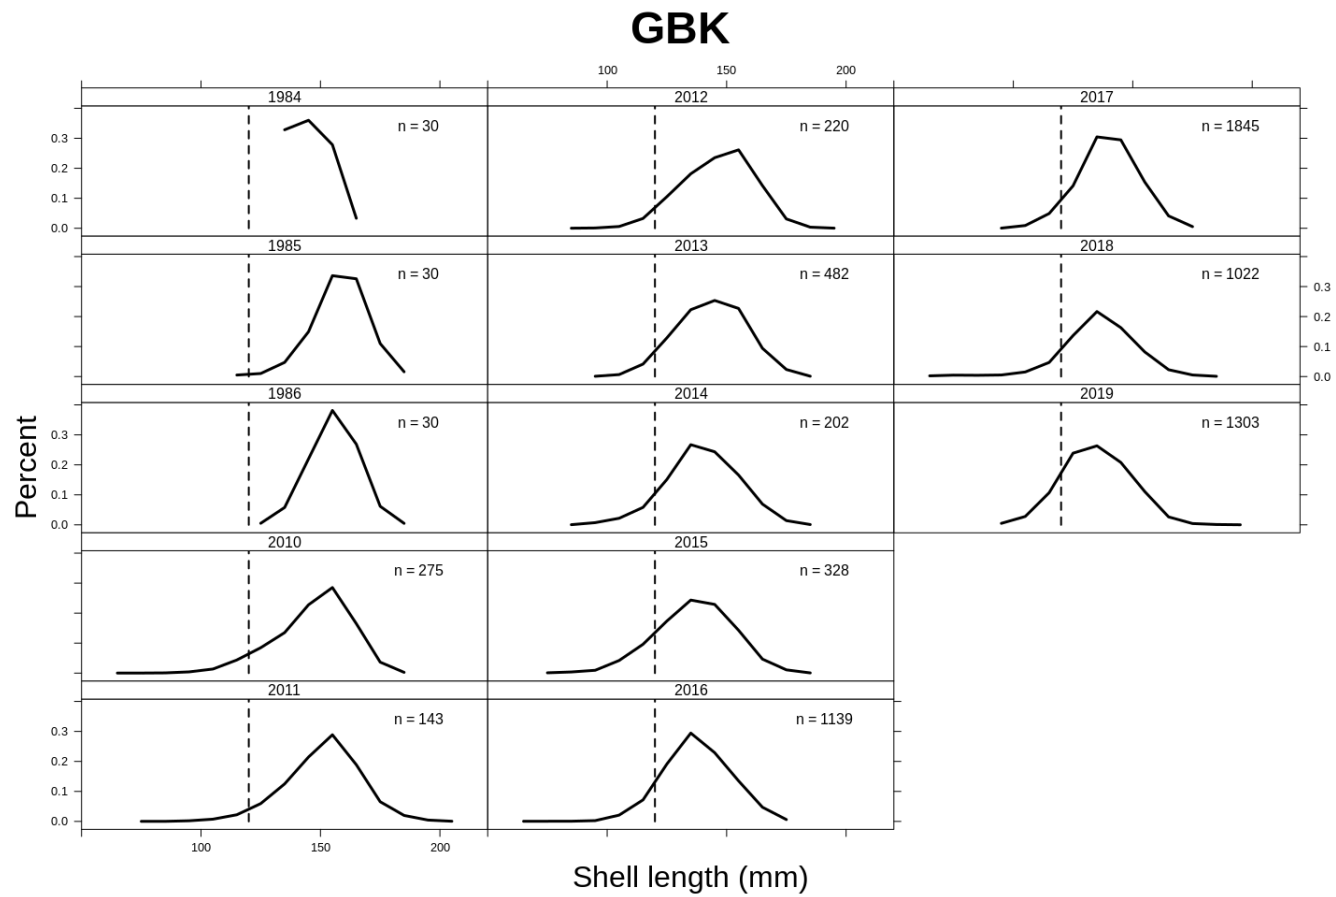 GBK
100 150 200
1984 2012 2017
n = 30 n = 220 n = 1845
0.3
0.2
0.1
0.0
1985 2013 2018
n = 30 n = 482 n = 1022
0.3
0.2
0.1
0.0
1986 2014 2019
n = 30 n = 202 n = 1303
0.3
0.2
0.1
0.0
Percent
2010 2015
n = 275 n = 328
2011 2016
n = 143 n = 1139
0.3
0.2
0.1
0.0
100 150 200
Shell length (mm)